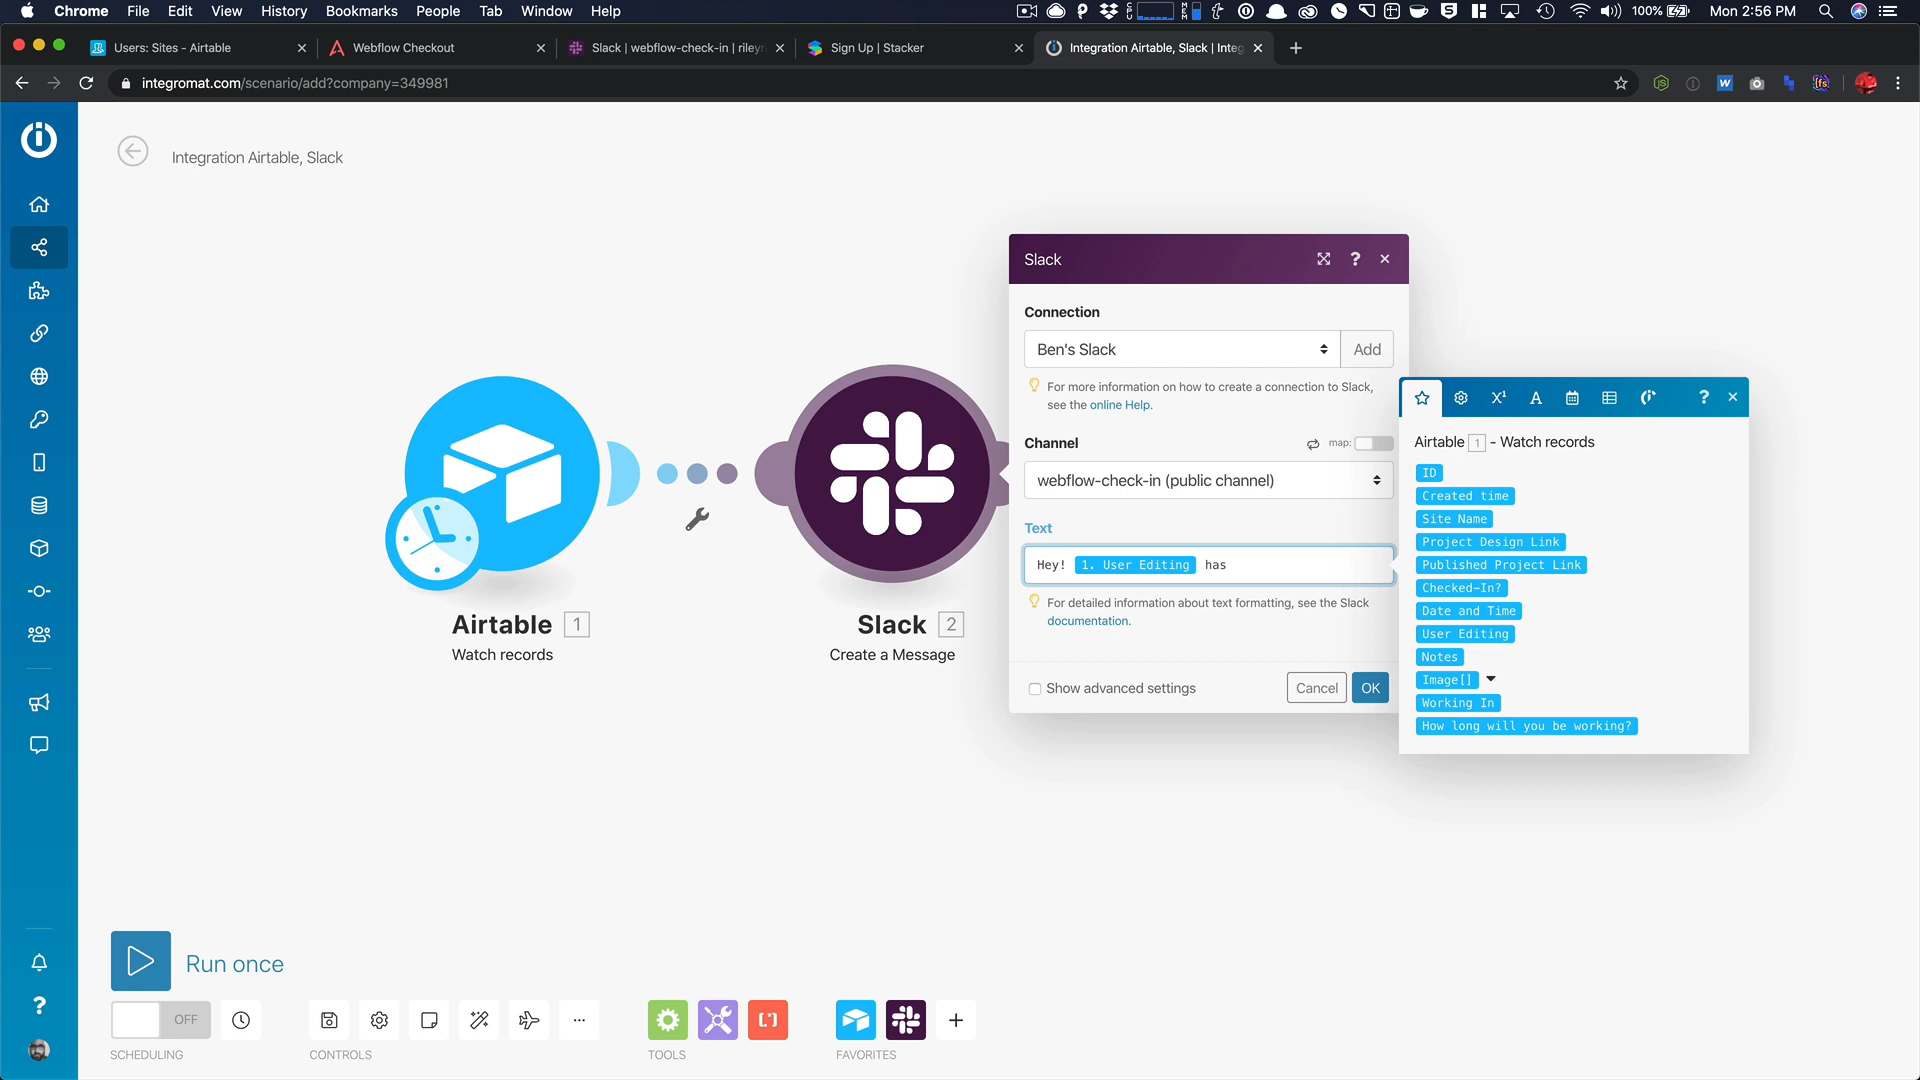 Chrome File Edit View History Bookmarks People Tab Window Help
100% Mon 2:56 PM
Users: Sites - Airtable
Webflow Checkout
Slack | webflow-check-in | rileyr
Sign Up | Stacker
Integration Airtable, Slack | Integ
integromat.com/scenario/add?company=349981
Integration Airtable, Slack
Slack
?
Connection
Ben's Slack
Add
For more information on how to create a connection to Slack,
see the online Help.
Channel
map:
webflow-check-in (public channel)
Text
Hey! 1. User Editing has
For detailed information about text formatting, see the Slack
documentation.
Show advanced settings
Cancel
OK
?
Airtable 1 - Watch records
ID
Created time
Site Name
Project Design Link
Published Project Link
Checked-In?
Date and Time
User Editing
Notes
Image[]
Working In
How long will you be working?
Airtable 1
Watch records
Slack 2
Create a Message
Run once
OFF
SCHEDULING
CONTROLS
TOOLS
FAVORITES